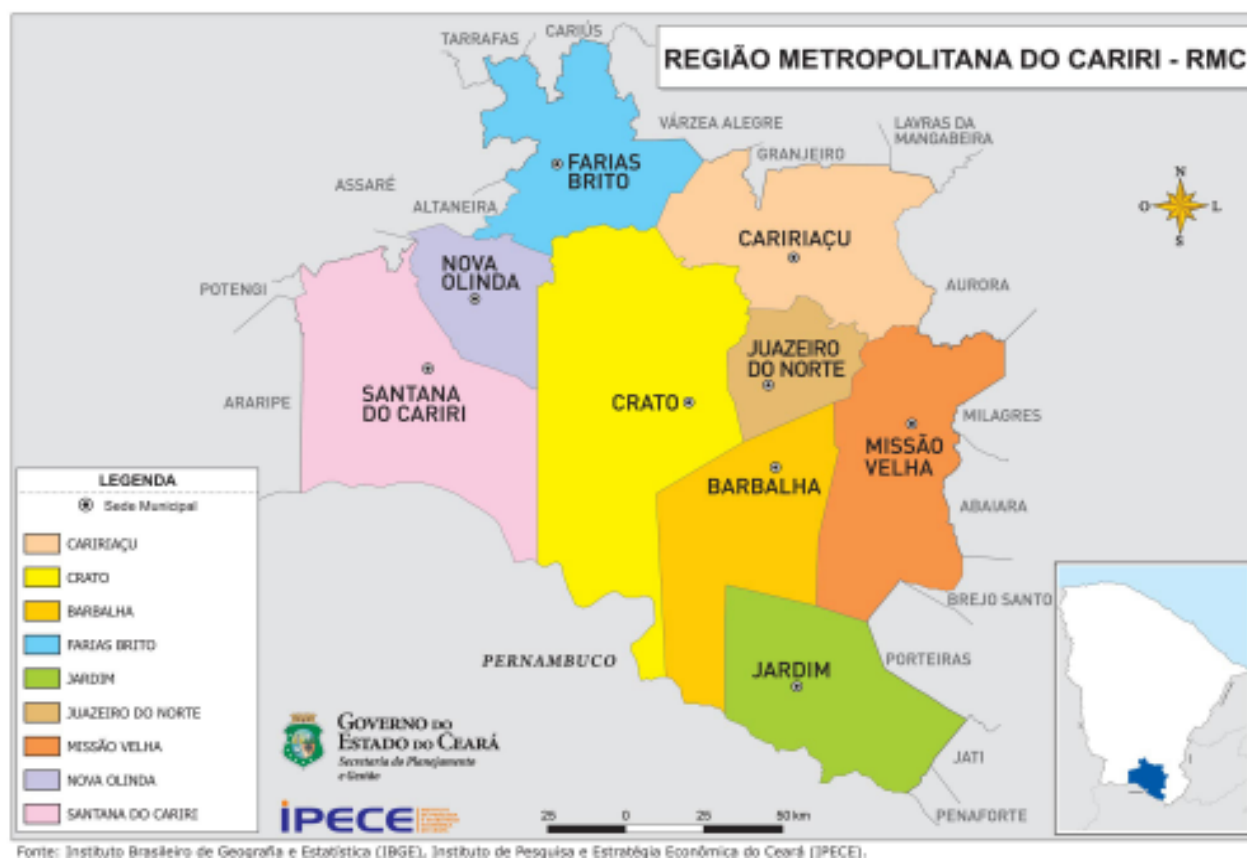 REGIÃO METROPOLITANA DO CARIRI - RMC
TARRAFAS
CARIÚS
VÁRZEA ALEGRE
LAVRAS DA
MANGABEIRA
GRANJEIRO
FARIAS
BRITO
ASSARÉ
ALTANEIRA
N
O
L
S
CARIRIAÇU
NOVA
OLINDA
POTENGI
AURORA
JUAZEIRO
DO NORTE
SANTANA
DO CARIRI
ARARIPE
CRATO
MILAGRES
MISSÃO
VELHA
BARBALHA
ABAIARA
BREJO SANTO
PERNAMBUCO
JARDIM
PORTEIRAS
JATI
PENAFORTE
LEGENDA
Sede Municipal
CARIRIAÇU
CRATO
BARBALHA
FARIAS BRITO
JARDIM
JUAZEIRO DO NORTE
MISSÃO VELHA
NOVA OLINDA
SANTANA DO CARIRI
GOVERNO DO
ESTADO DO CEARÁ
Secretaria do Planejamento
e Gestão
IPECE
25 0 25 50 km
Fonte: Instituto Brasileiro de Geografia e Estatística (IBGE), Instituto de Pesquisa e Estratégia Econômica do Ceará (IPECE).